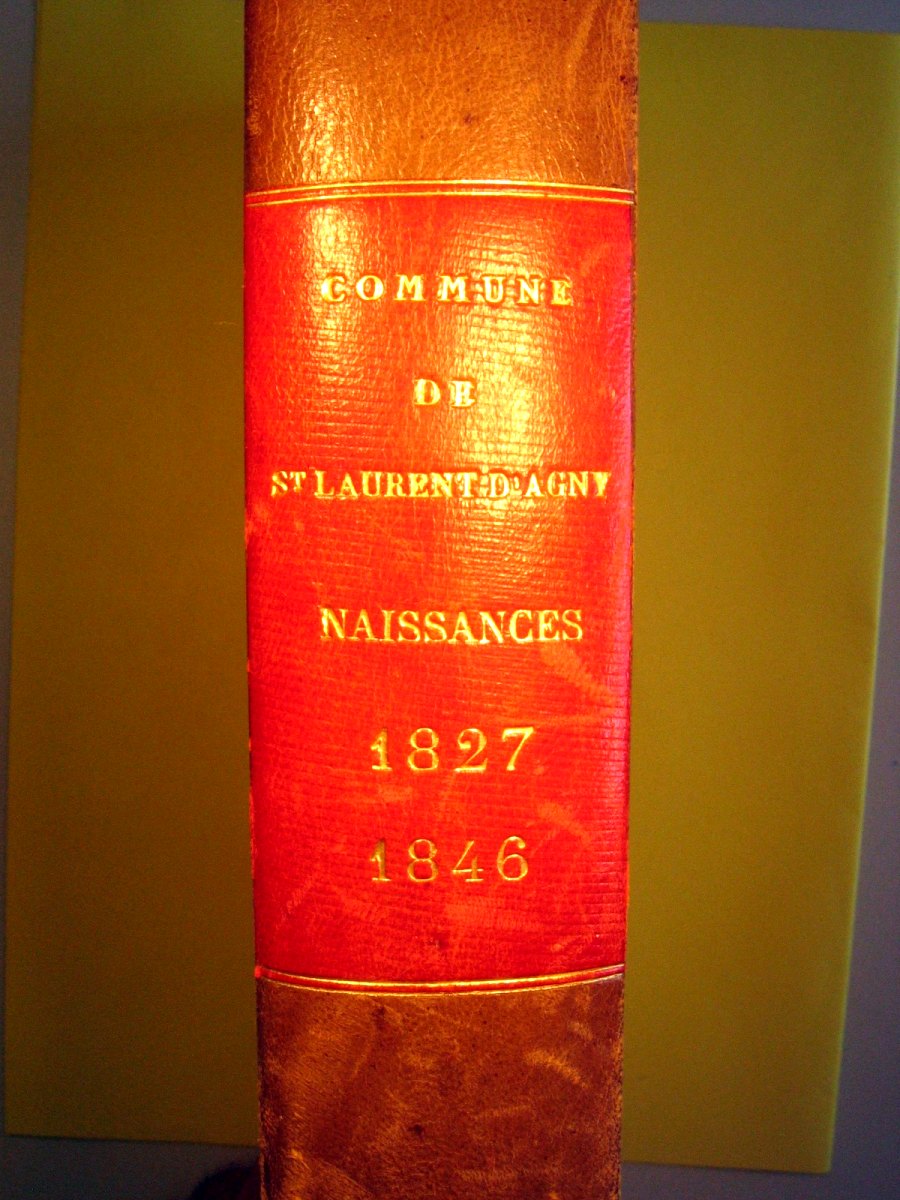 COMMUNE
DE
ST LAURENT D'AGNY
NAISSANCES
1827
1846